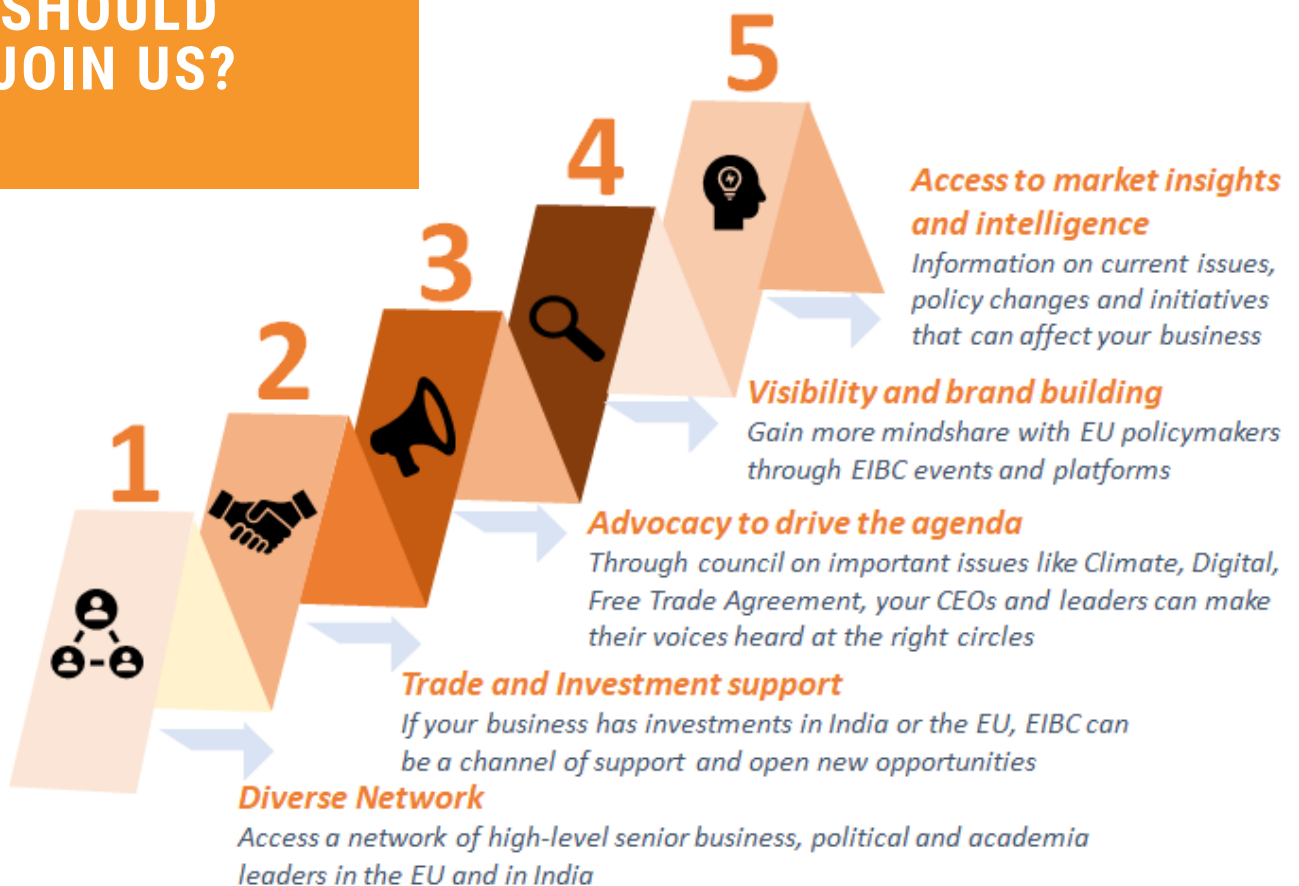 SHOULD
JOIN US?
5
4
3
2
1
Access to market insights
and intelligence
Information on current issues,
policy changes and initiatives
that can affect your business
Visibility and brand building
Gain more mindshare with EU policymakers
through EIBC events and platforms
Advocacy to drive the agenda
Through council on important issues like Climate, Digital,
Free Trade Agreement, your CEOs and leaders can make
their voices heard at the right circles
Trade and Investment support
If your business has investments in India or the EU, EIBC can
be a channel of support and open new opportunities
Diverse Network
Access a network of high-level senior business, political and academia
leaders in the EU and in India